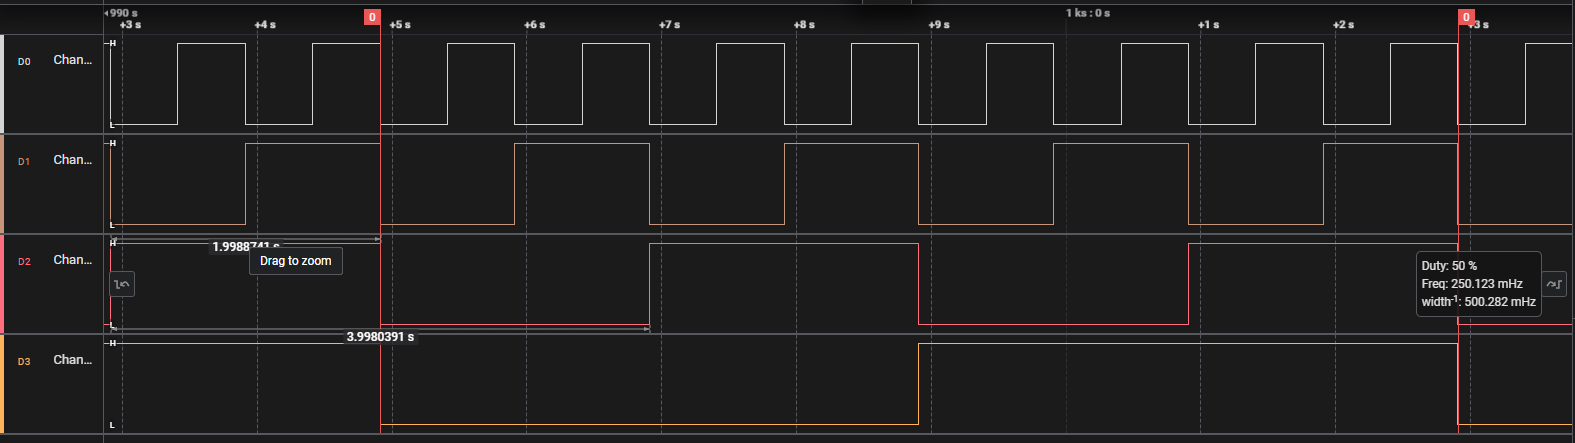 990 s
+3 s
+4 s
0
+5 s
+6 s
+7 s
+8 s
+9 s
1 ks : 0 s
+1 s
+2 s
0
+3 s
D0 Chan...
H
L
D1 Chan...
H
L
1.9988741 s
D2 Chan...
H
L
Drag to zoom
Duty: 50 %
Freq: 250.123 mHz
width-1: 500.282 mHz
3.9980391 s
D3 Chan...
H
L